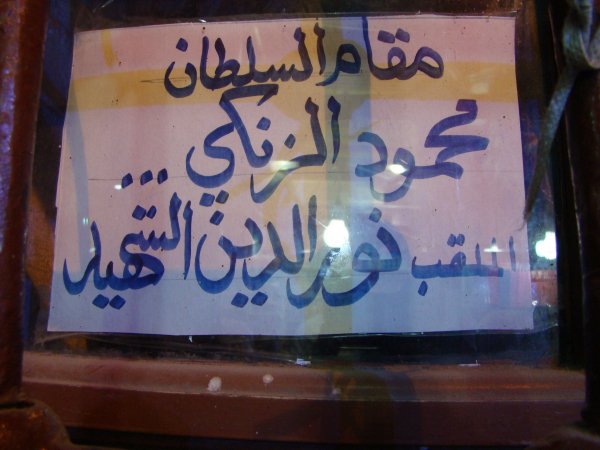 مقام السلطان
محمود الزنكي
الملقب نور الدين الشهيد